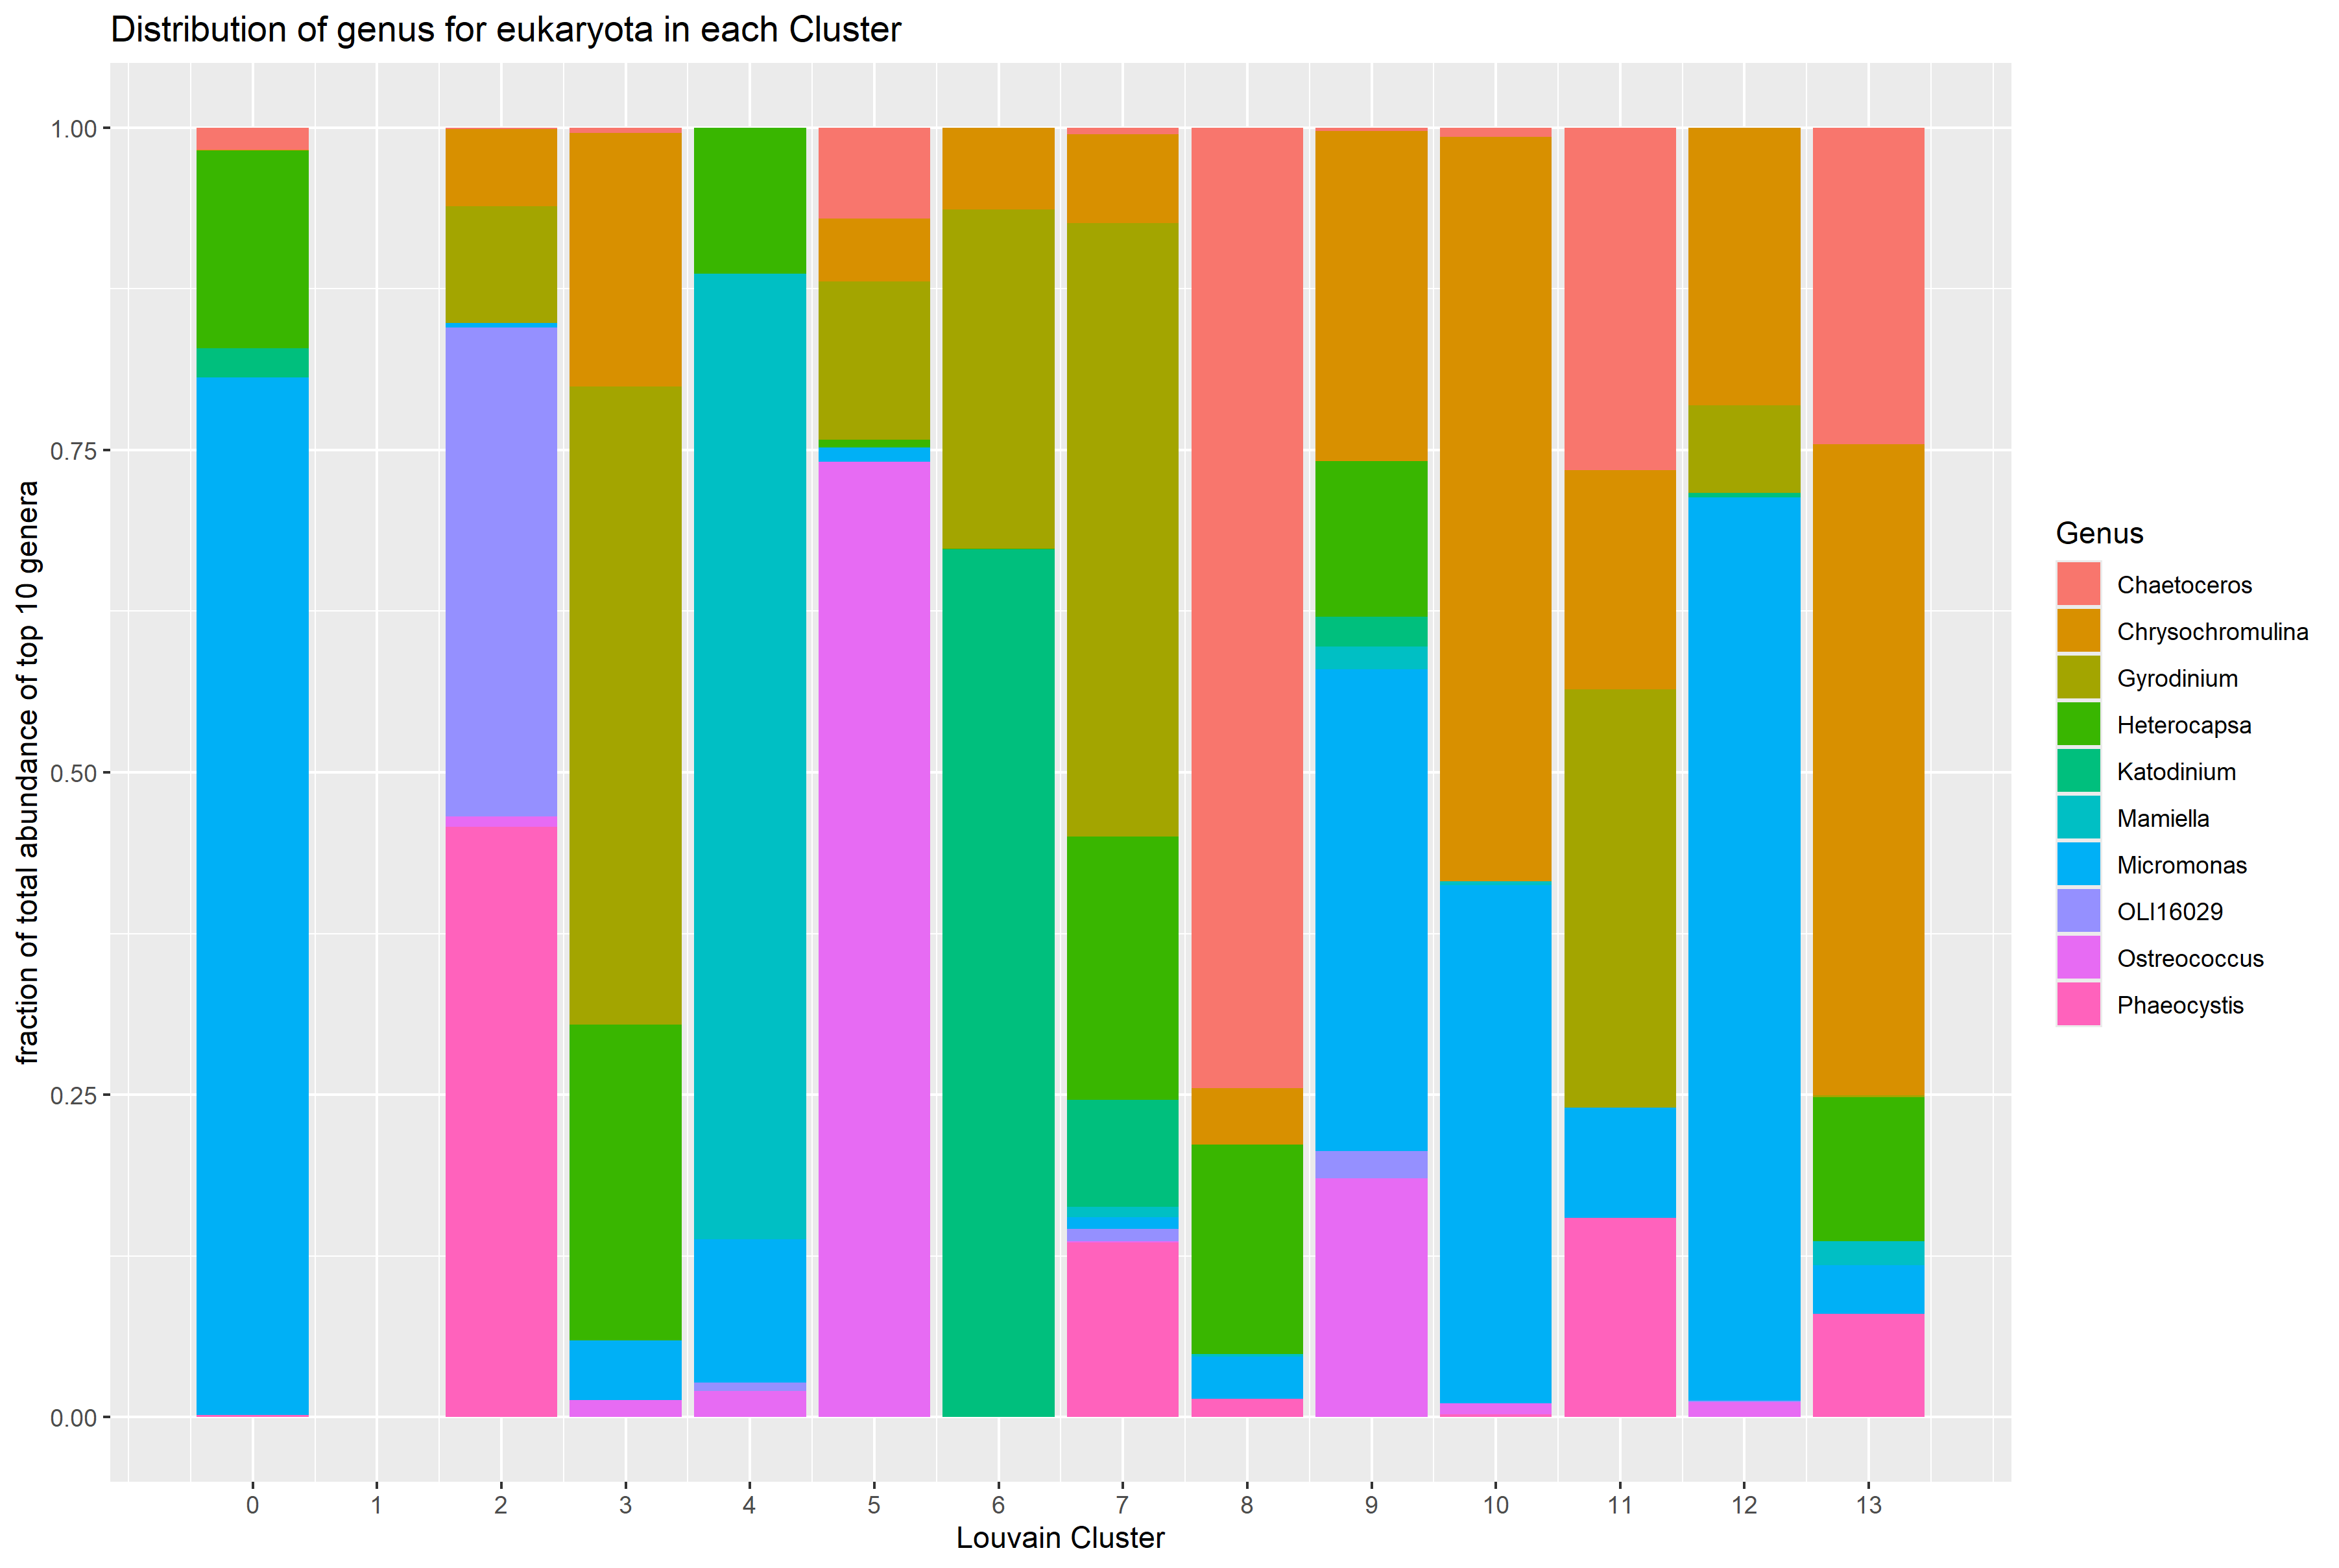 Distribution of genus for eukaryota in each Cluster
fraction of total abundance of top 10 genera
1.00
0.75
0.50
0.25
0.00
0 1 2 3 4 5 6 7 8 9 10 11 12 13
Louvain Cluster
Genus
Chaetoceros
Chrysochromulina
Gyrodinium
Heterocapsa
Katodinium
Mamiella
Micromonas
OLI16029
Ostreococcus
Phaeocystis